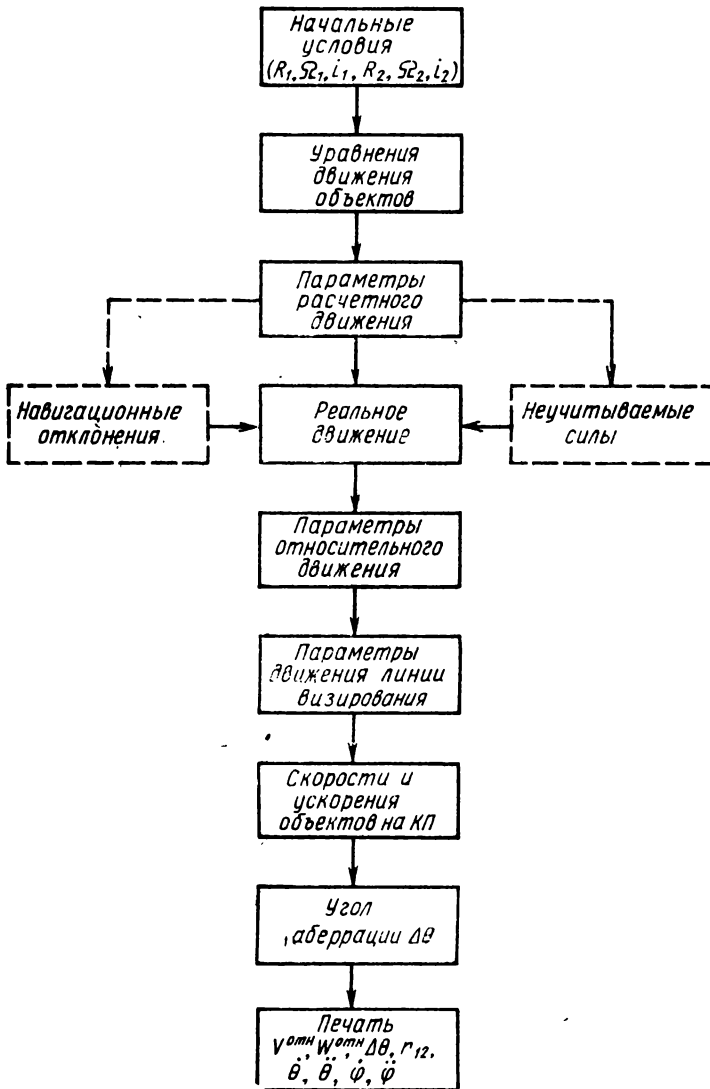 Начальные
условия
(R₁,Ω₁,i₁, R₂, Ω₂, i₂)
Уравнения
движения
объектов
Параметры
расчетного
движения
Навигационные
отклонения.
Реальное
движение
Неучитываемые
силы
Параметры
относительного
движения
Параметры
движения линии
визирования
Скорости и
ускорения
объектов на КП
Угол
аберрации Δθ
Печать
Vᵒᵗⁿ, Wᵒᵗⁿ, Δθ, r₁₂,
θ̇, θ̈, φ̇, φ̈